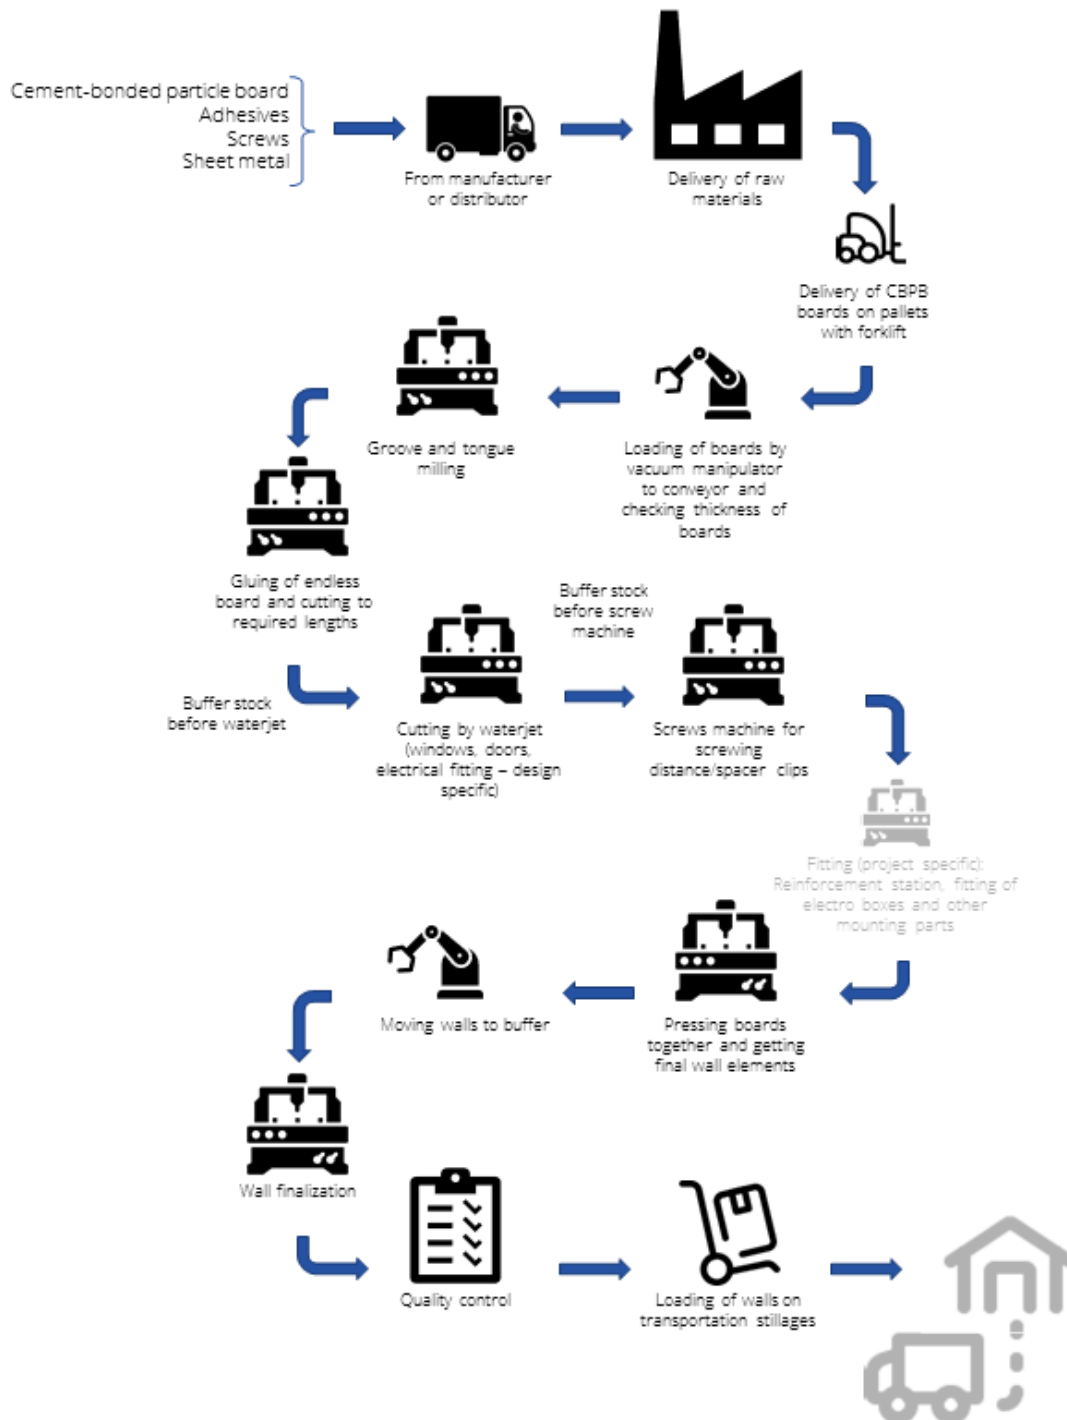 Cement-bonded particle board
Adhesives
Screws
Sheet metal
From manufacturer
or distributor
Delivery of raw
materials
Delivery of CBPB
boards on pallets
with forklift
Loading of boards by
vacuum manipulator
to conveyor and
checking thickness of
boards
Groove and tongue
milling
Gluing of endless
board and cutting to
required lengths
Buffer stock
before waterjet
Cutting by waterjet
(windows, doors,
electrical fitting – design
specific)
Buffer stock
before screw
machine
Screws machine for
screwing
distance/spacer clips
Fitting (project specific):
Reinforcement station, fitting of
electro boxes and other
mounting parts
Pressing boards
together and getting
final wall elements
Moving walls to buffer
Wall finalization
Quality control
Loading of walls on
transportation stillages